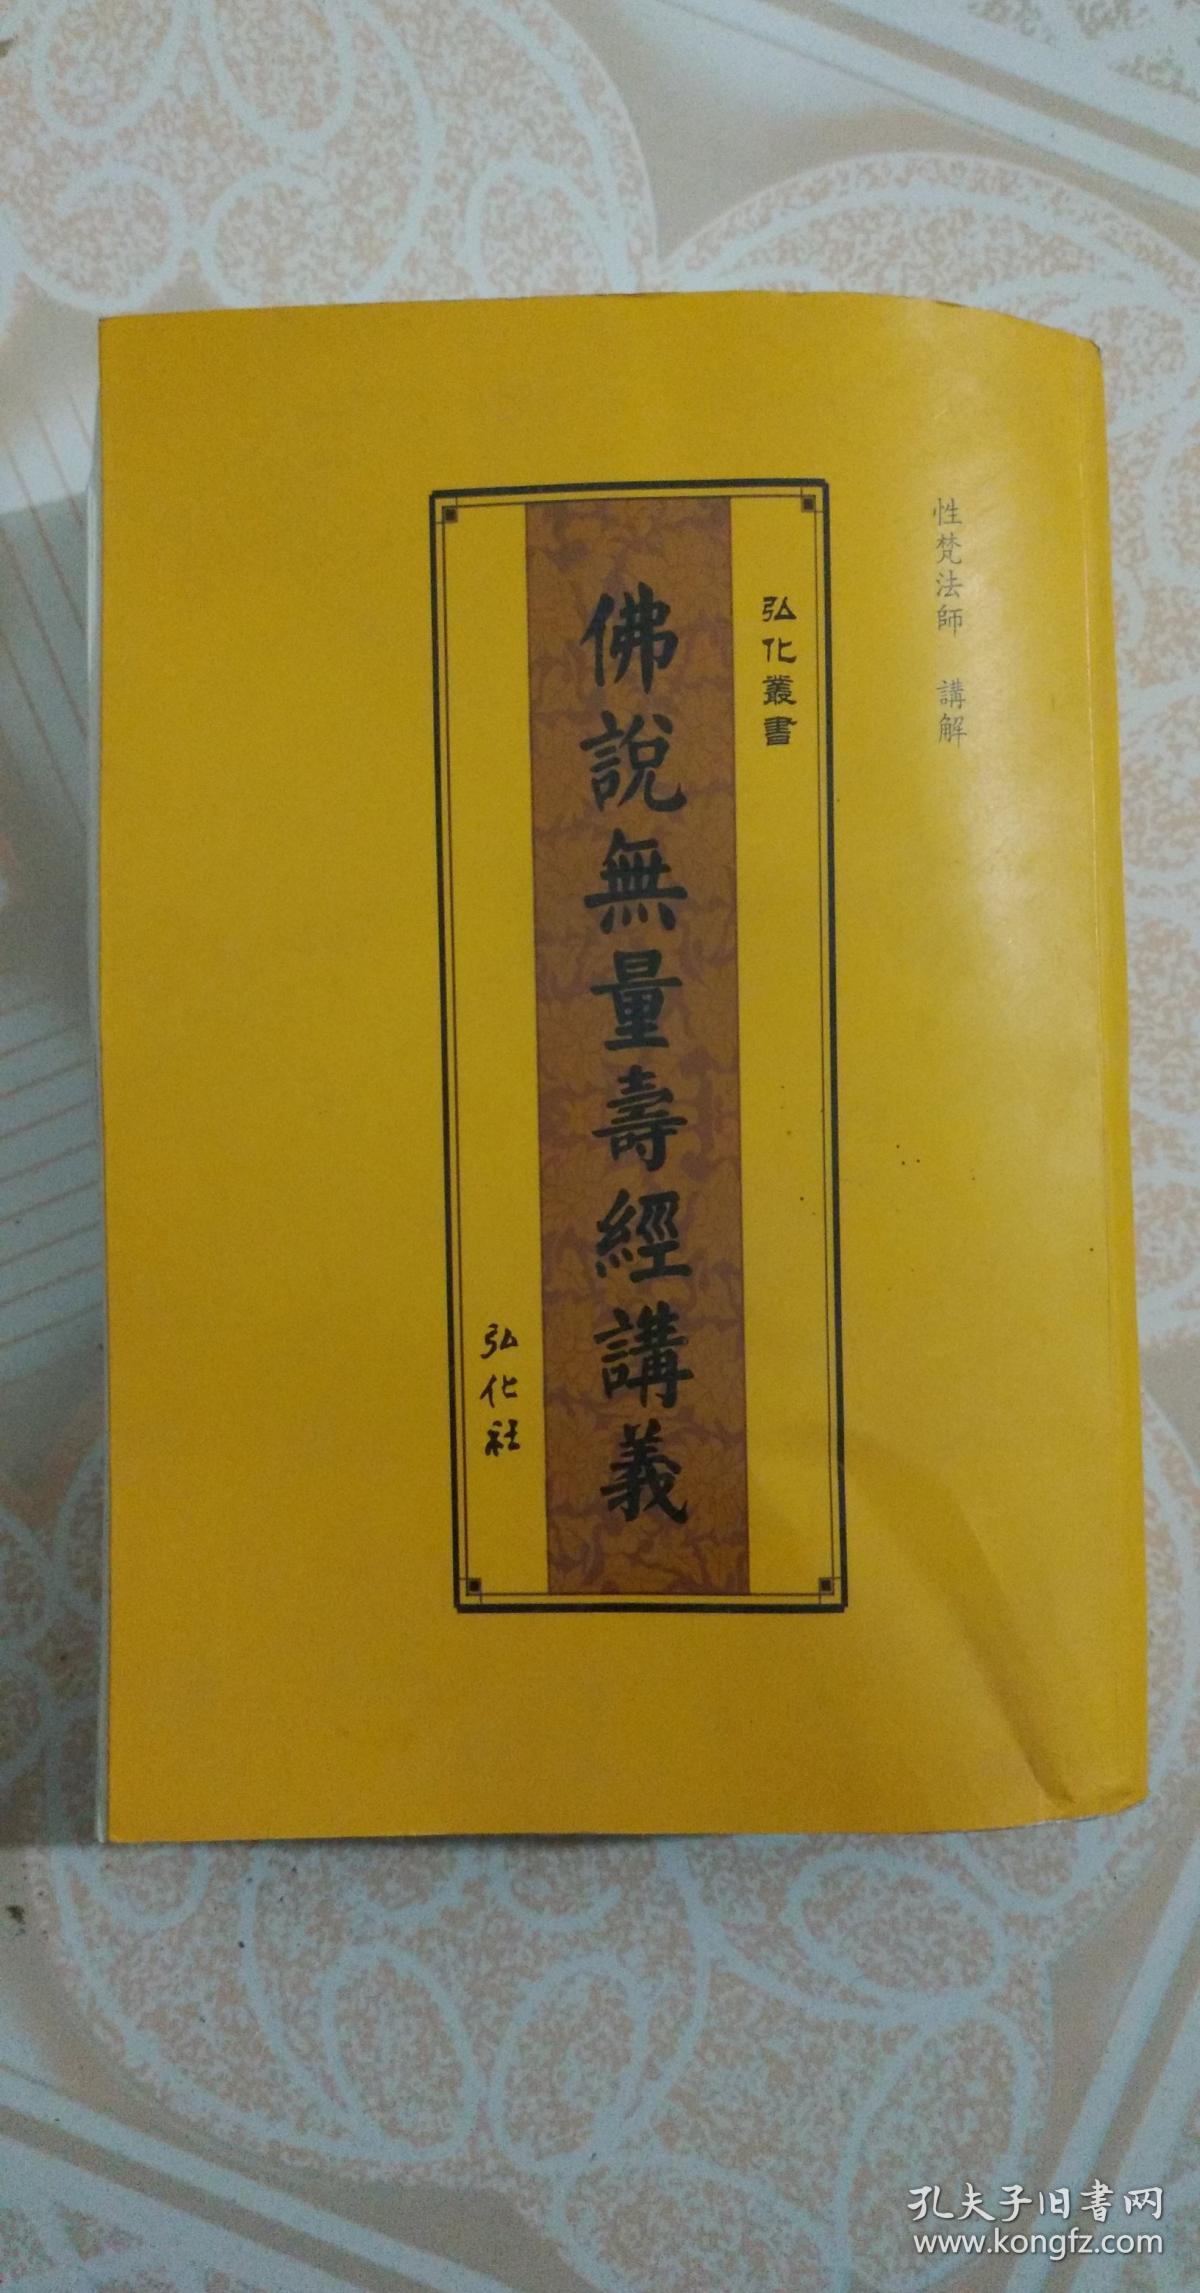 性梵法師　講解
弘化叢書
佛說無量壽經講義
弘化社
孔夫子旧书网
www.kongfz.com